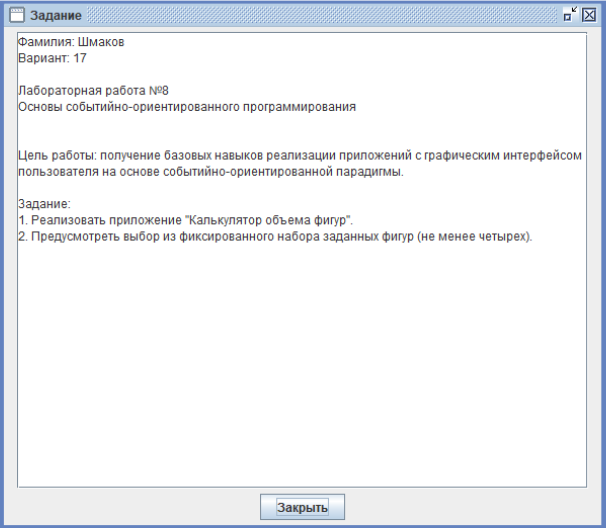 Задание
Фамилия: Шмаков
Вариант: 17
Лабораторная работа №8
Основы событийно-ориентированного программирования
Цель работы: получение базовых навыков реализации приложений с графическим интерфейсом
пользователя на основе событийно-ориентированной парадигмы.
Задание:
1. Реализовать приложение "Калькулятор объема фигур".
2. Предусмотреть выбор из фиксированного набора заданных фигур (не менее четырех).
Закрыть